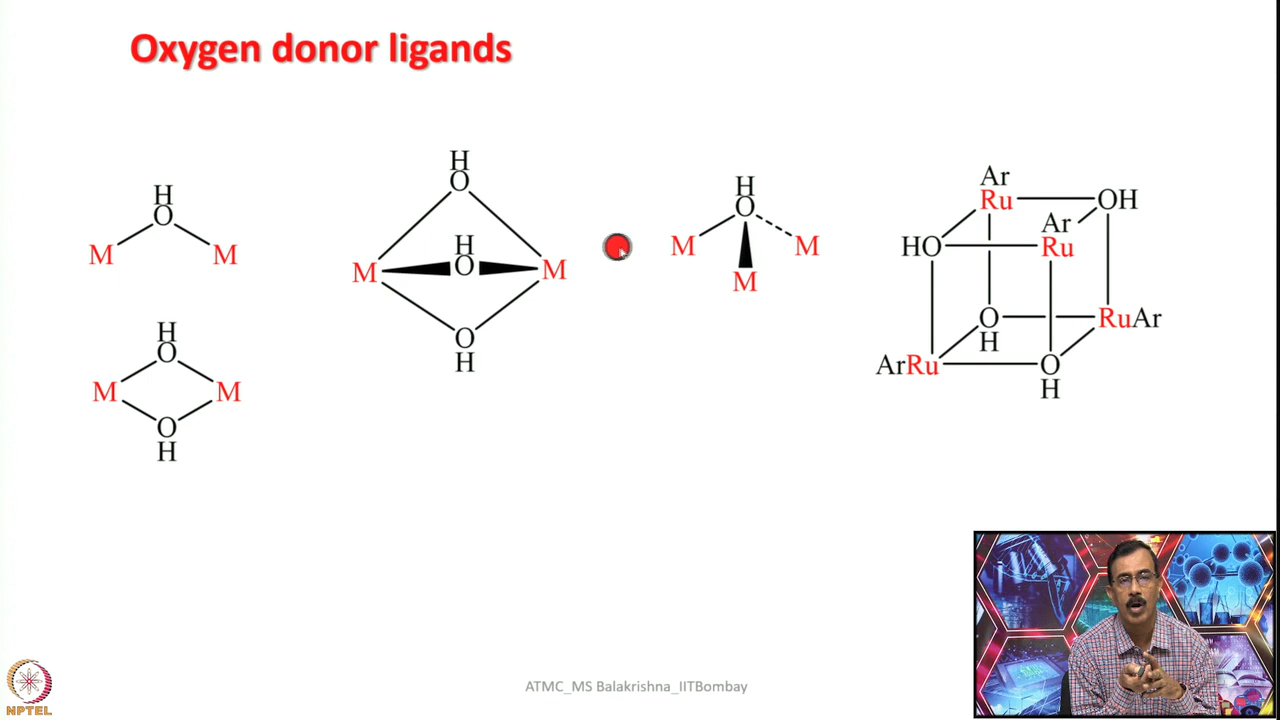 Oxygen donor ligands
H
O
M M
H
O
M M
O
H
H
O
H
M O M
O
H
H
O
M M
M
Ar
Ru OH
Ar
HO Ru
O RuAr
H
ArRu O
H
NPTEL
ATMC_MS Balakrishna_IITBombay